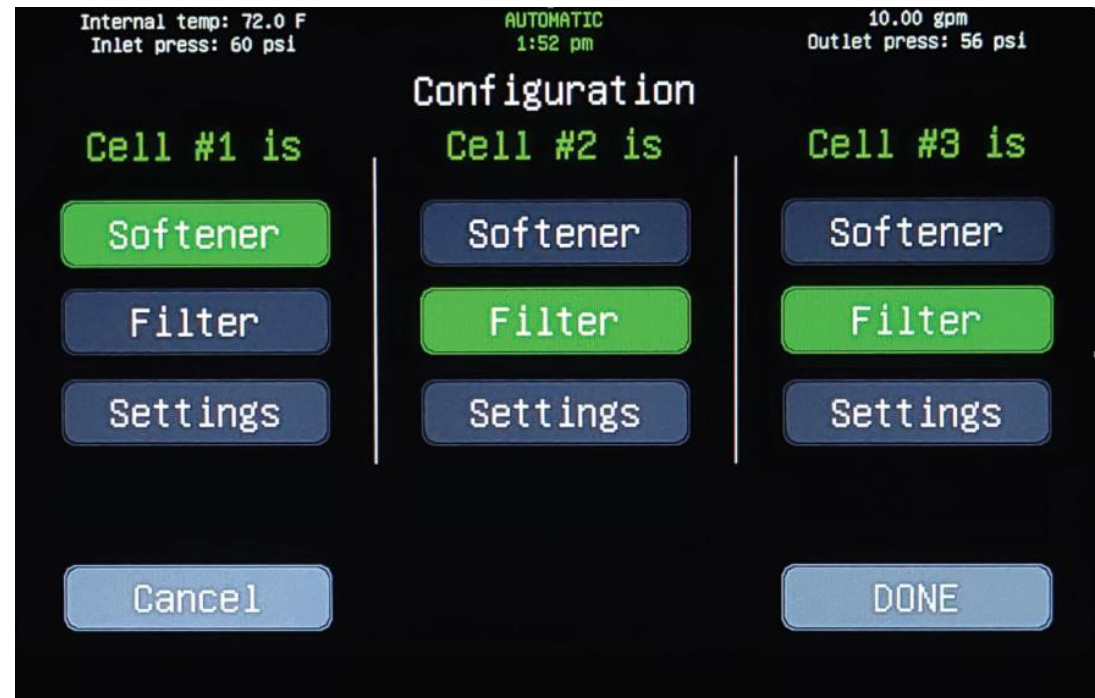 Internal temp: 72.0 F
Inlet press: 60 psi
AUTOMATIC
1:52 pm
10.00 gpm
Outlet press: 56 psi
Configuration
Cell #1 is
Cell #2 is
Cell #3 is
Softener
Softener
Softener
Filter
Filter
Filter
Settings
Settings
Settings
Cancel
DONE